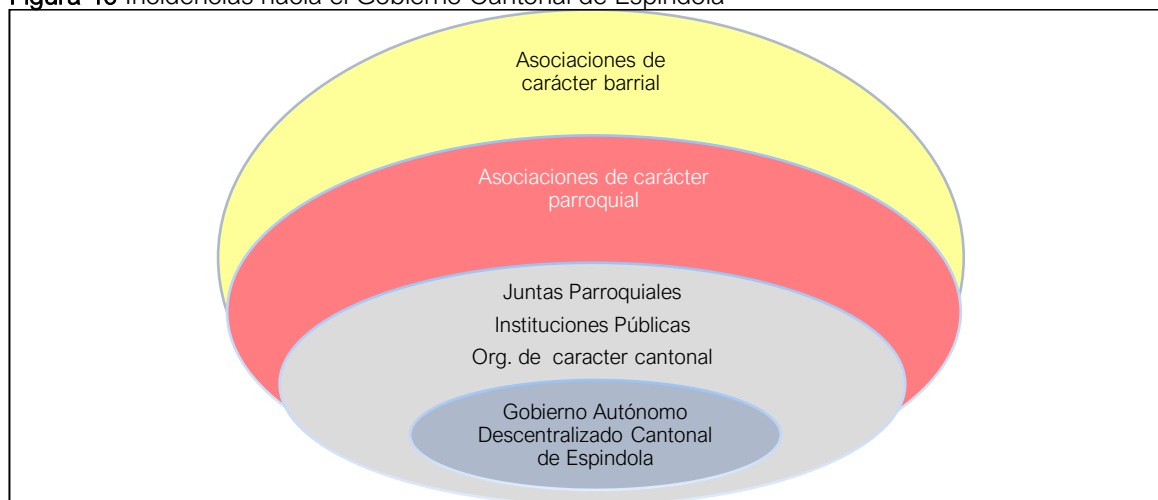 Figura 10 Incidencias hacia el Gobierno Cantonal de Espíndola
Asociaciones de
carácter barrial
Asociaciones de carácter
parroquial
Juntas Parroquiales
Instituciones Públicas
Org. de caracter cantonal
Gobierno Autónomo
Descentralizado Cantonal
de Espindola